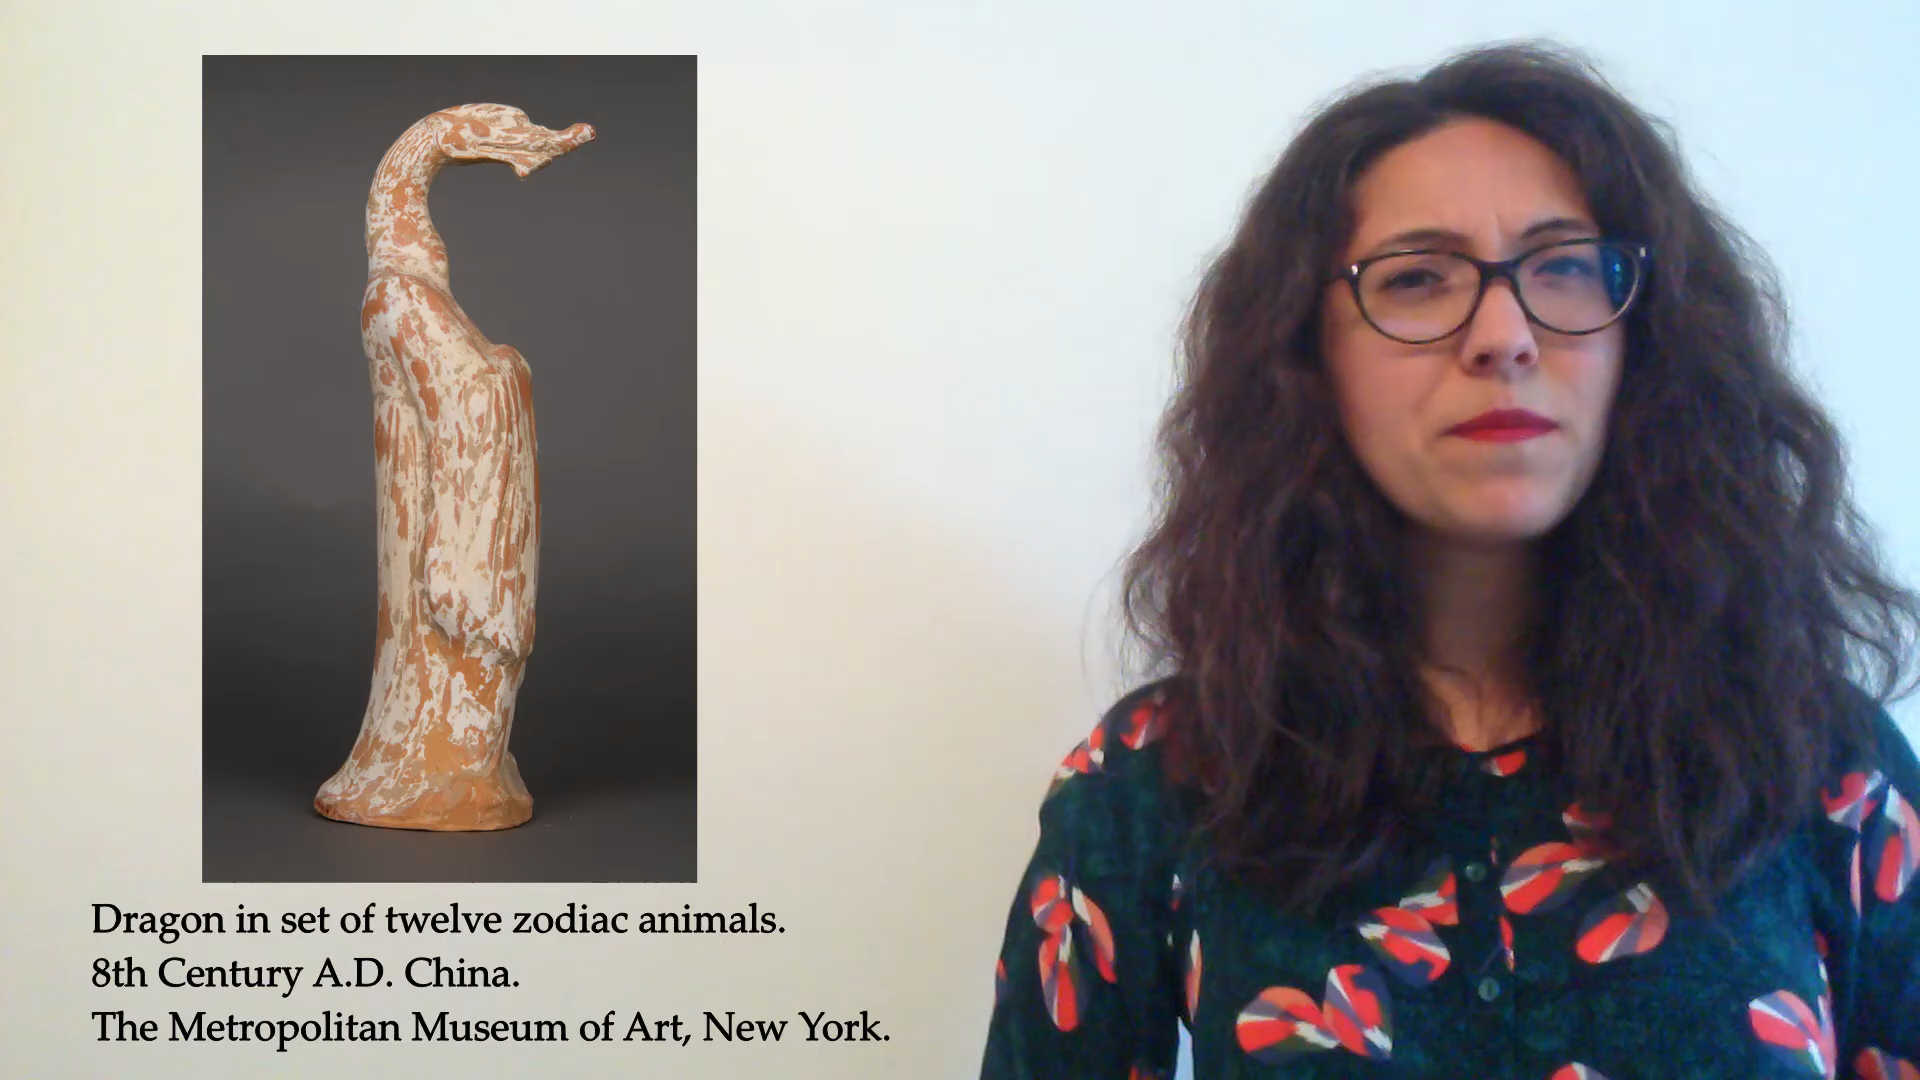 Dragon in set of twelve zodiac animals.
8th Century A.D. China.
The Metropolitan Museum of Art, New York.